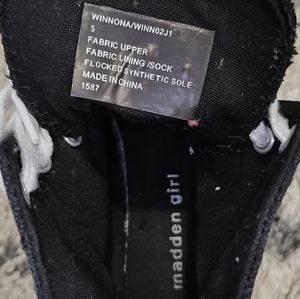 WINNONA/WINN02J1
5
FABRIC UPPER
FABRIC LINING /SOCK
FLOCKED SYNTHETIC SOLE
MADE IN CHINA
1587
madden girl